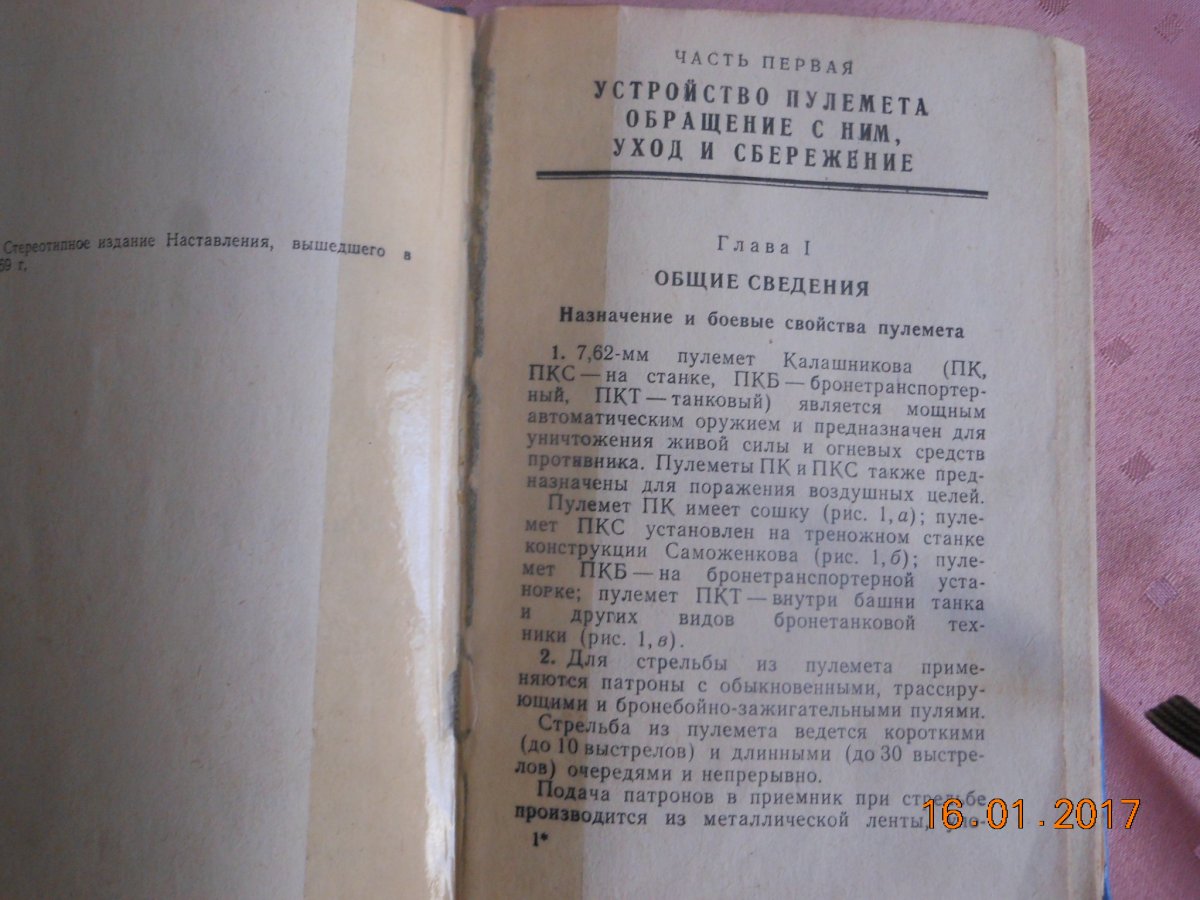 Стереотипное издание Наставления, вышедшего в
69 г.
ЧАСТЬ ПЕРВАЯ
УСТРОЙСТВО ПУЛЕМЕТА
ОБРАЩЕНИЕ С НИМ,
УХОД И СБЕРЕЖЕНИЕ
Глава I
ОБЩИЕ СВЕДЕНИЯ
Назначение и боевые свойства пулемета
1. 7,62-мм пулемет Калашникова (ПК,
ПКС — на станке, ПКБ — бронетранспортер-
ный, ПКТ — танковый) является мощным
автоматическим оружием и предназначен для
уничтожения живой силы и огневых средств
противника. Пулеметы ПК и ПКС также пред-
назначены для поражения воздушных целей.
Пулемет ПК имеет сошку (рис. 1, а); пуле-
мет ПКС установлен на треножном станке
конструкции Саможенкова (рис. 1, б); пуле-
мет ПКБ — на бронетранспортерной уста-
норке; пулемет ПКТ — внутри башни танка
и других видов бронетанковой тех-
ники (рис. 1, в).
2. Для стрельбы из пулемета приме-
няются патроны с обыкновенными, трассиру-
ющими и бронебойно-зажигательными пулями.
Стрельба из пулемета ведется короткими
(до 10 выстрелов) и длинными (до 30 выстре-
лов) очередями и непрерывно.
Подача патронов в приемник при стрельбе
производится из металлической ленты,
1*
16.01.2017